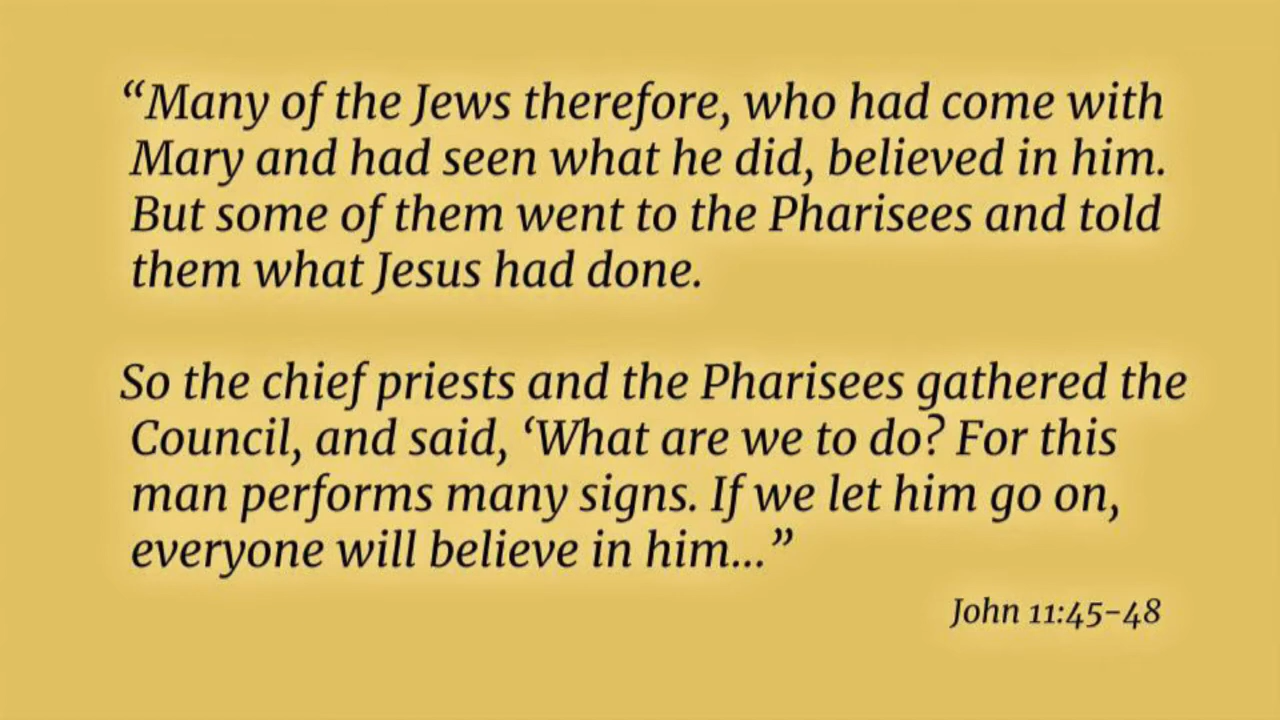 “Many of the Jews therefore, who had come with
Mary and had seen what he did, believed in him.
But some of them went to the Pharisees and told
them what Jesus had done.
So the chief priests and the Pharisees gathered the
Council, and said, ‘What are we to do? For this
man performs many signs. If we let him go on,
everyone will believe in him...”
John 11:45-48